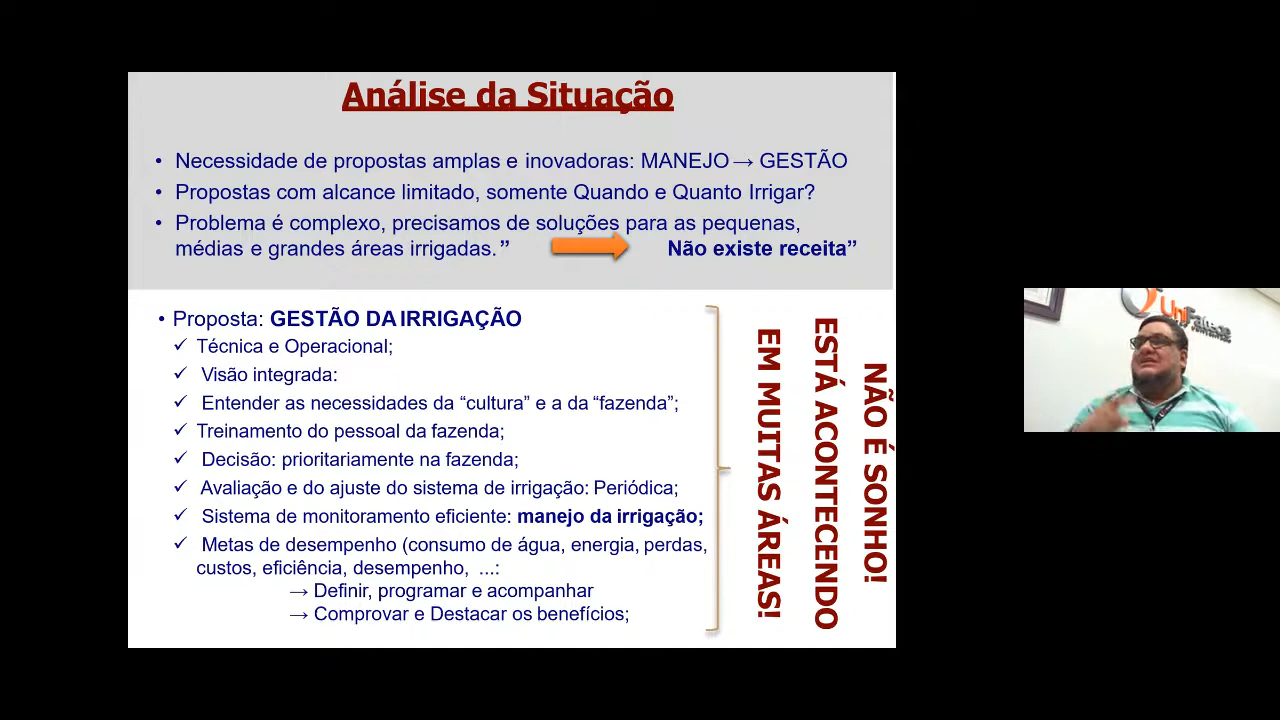 Análise da Situação
• Necessidade de propostas amplas e inovadoras: MANEJO → GESTÃO
• Propostas com alcance limitado, somente Quando e Quanto Irrigar?
• Problema é complexo, precisamos de soluções para as pequenas,
médias e grandes áreas irrigadas.” Não existe receita”
• Proposta: GESTÃO DA IRRIGAÇÃO
✓ Técnica e Operacional;
✓ Visão integrada:
✓ Entender as necessidades da “cultura” e a da “fazenda”;
✓ Treinamento do pessoal da fazenda;
✓ Decisão: prioritariamente na fazenda;
✓ Avaliação e do ajuste do sistema de irrigação: Periódica;
✓ Sistema de monitoramento eficiente: manejo da irrigação;
✓ Metas de desempenho (consumo de água, energia, perdas,
custos, eficiência, desempenho, ...:
→ Definir, programar e acompanhar
→ Comprovar e Destacar os benefícios;
NÃO É SONHO!
ESTÁ ACONTECENDO
EM MUITAS ÁREAS!
UniFatecie